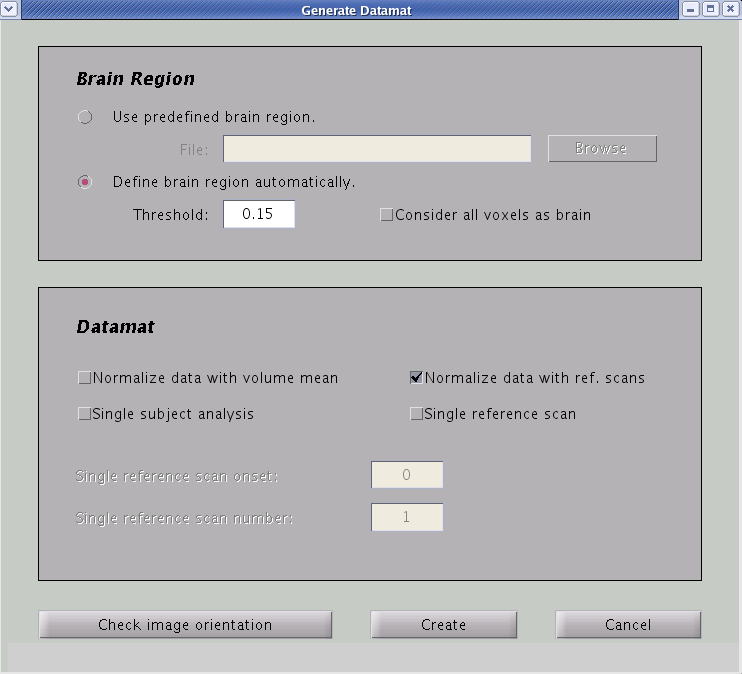 Generate Datamat
Brain Region
Use predefined brain region.
File:
Browse
Define brain region automatically.
Threshold: 0.15 Consider all voxels as brain
Datamat
Normalize data with volume mean Normalize data with ref. scans
Single subject analysis Single reference scan
Single reference scan onset: 0
Single reference scan number: 1
Check image orientation Create Cancel